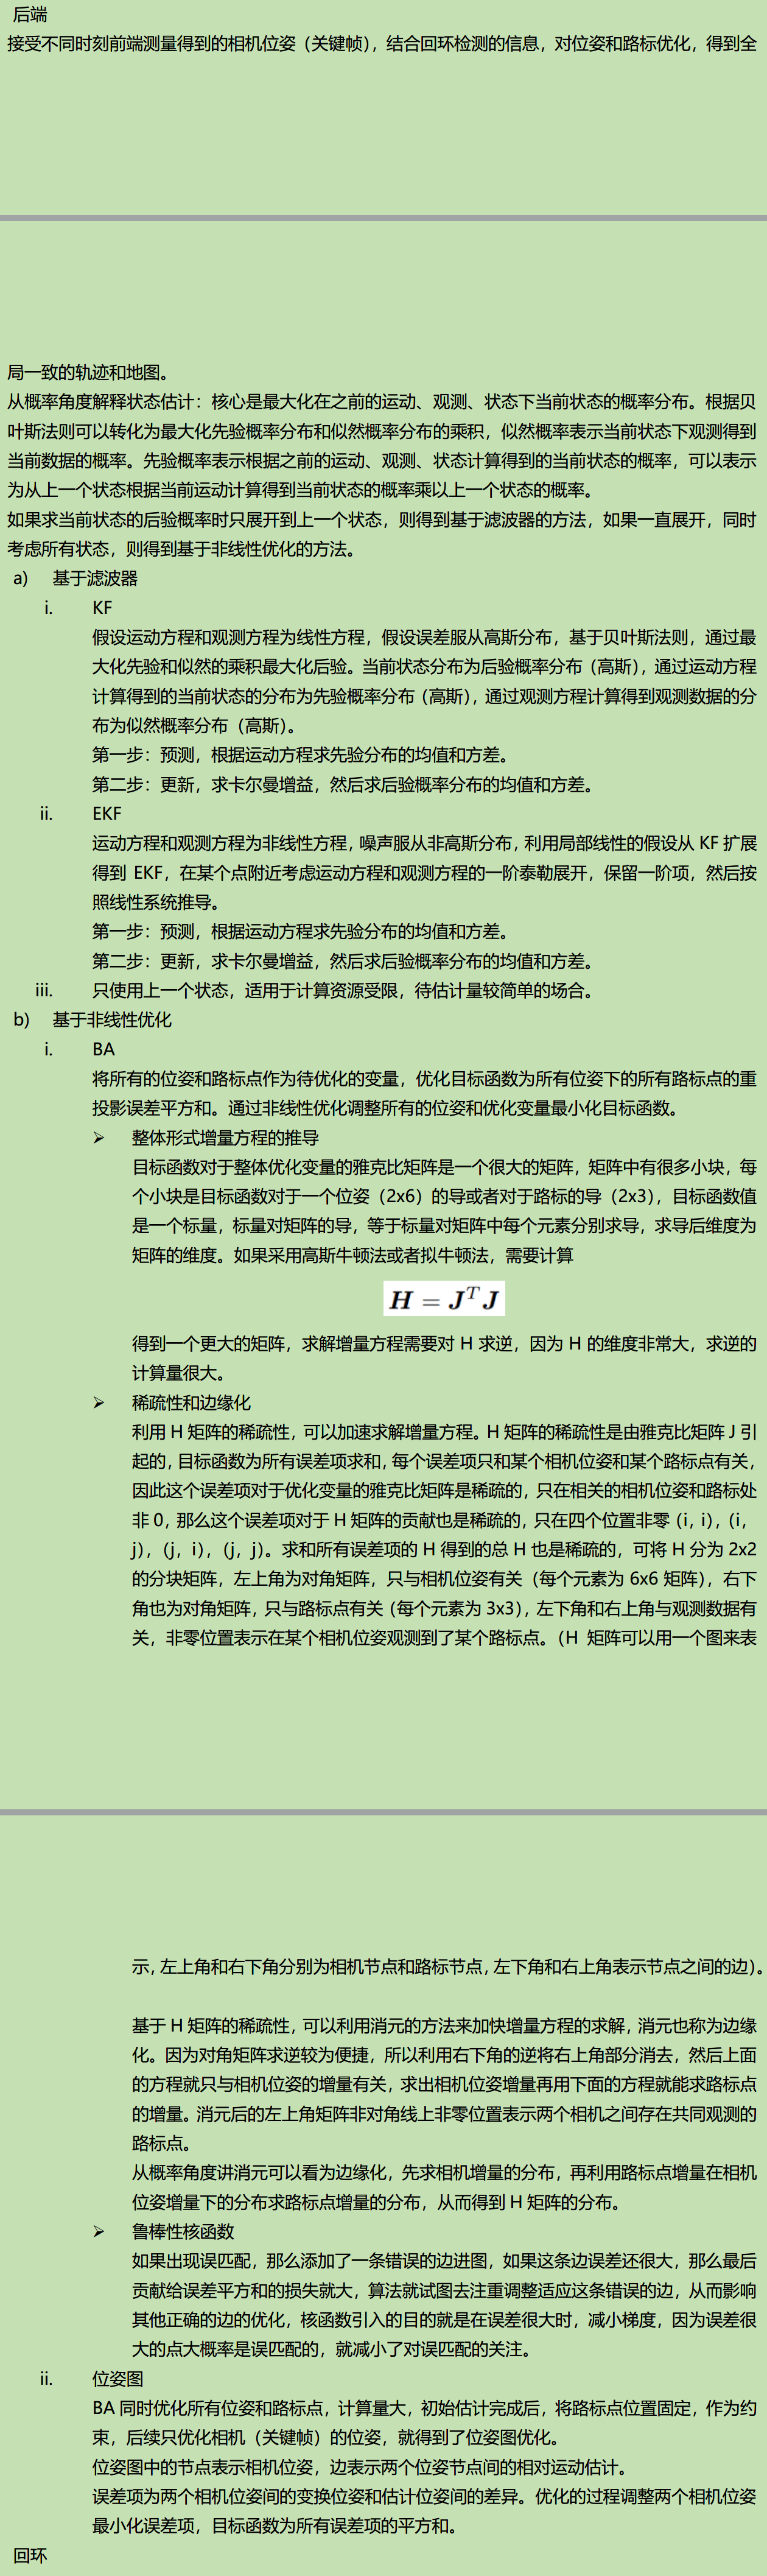 后端
接受不同时刻前端测量得到的相机位姿（关键帧），结合回环检测的信息，对位姿和路标优化，得到全
局一致的轨迹和地图。
从概率角度解释状态估计：核心是最大化在之前的运动、观测、状态下当前状态的概率分布。根据贝
叶斯法则可以转化为最大化先验概率分布和似然概率分布的乘积，似然概率表示当前状态下观测得到
当前数据的概率。先验概率表示根据之前的运动、观测、状态计算得到的当前状态的概率，可以表示
为从上一个状态根据当前运动计算得到当前状态的概率乘以上一个状态的概率。
如果求当前状态的后验概率时只展开到上一个状态，则得到基于滤波器的方法，如果一直展开，同时
考虑所有状态，则得到基于非线性优化的方法。
a) 基于滤波器
i. KF
假设运动方程和观测方程为线性方程，假设误差服从高斯分布，基于贝叶斯法则，通过最
大化先验和似然的乘积最大化后验。当前状态分布为后验概率分布（高斯），通过运动方程
计算得到的当前状态的分布为先验概率分布（高斯），通过观测方程计算得到观测数据的分
布为似然概率分布（高斯）。
第一步：预测，根据运动方程求先验分布的均值和方差。
第二步：更新，求卡尔曼增益，然后求后验概率分布的均值和方差。
ii. EKF
运动方程和观测方程为非线性方程，噪声服从非高斯分布，利用局部线性的假设从 KF 扩展
得到 EKF，在某个点附近考虑运动方程和观测方程的一阶泰勒展开，保留一阶项，然后按
照线性系统推导。
第一步：预测，根据运动方程求先验分布的均值和方差。
第二步：更新，求卡尔曼增益，然后求后验概率分布的均值和方差。
iii. 只使用上一个状态，适用于计算资源受限，待估计量较简单的场合。
b) 基于非线性优化
i. BA
将所有的位姿和路标点作为待优化的变量，优化目标函数为所有位姿下的所有路标点的重
投影误差平方和。通过非线性优化调整所有的位姿和优化变量最小化目标函数。
➢ 整体形式增量方程的推导
目标函数对于整体优化变量的雅克比矩阵是一个很大的矩阵，矩阵中有很多小块，每
个小块是目标函数对于一个位姿（2x6）的导或者对于路标的导（2x3），目标函数值
是一个标量，标量对矩阵的导，等于标量对矩阵中每个元素分别求导，求导后维度为
矩阵的维度。如果采用高斯牛顿法或者拟牛顿法，需要计算
H = J^T J
得到一个更大的矩阵，求解增量方程需要对 H 求逆，因为 H 的维度非常大，求逆的
计算量很大。
➢ 稀疏性和边缘化
利用 H 矩阵的稀疏性，可以加速求解增量方程。H 矩阵的稀疏性是由雅克比矩阵 J 引
起的，目标函数为所有误差项求和，每个误差项只和某个相机位姿和某个路标点有关，
因此这个误差项对于优化变量的雅克比矩阵是稀疏的，只在相关的相机位姿和路标处
非 0，那么这个误差项对于 H 矩阵的贡献也是稀疏的，只在四个位置非零（i，i），（i，
j），（j，i），（j，j）。求和所有误差项的 H 得到的总 H 也是稀疏的，可将 H 分为 2x2
的分块矩阵，左上角为对角矩阵，只与相机位姿有关（每个元素为 6x6 矩阵），右下
角也为对角矩阵，只与路标点有关（每个元素为 3x3），左下角和右上角与观测数据有
关，非零位置表示在某个相机位姿观测到了某个路标点。（H 矩阵可以用一个图来表
示，左上角和右下角分别为相机节点和路标节点，左下角和右上角表示节点之间的边）。
基于 H 矩阵的稀疏性，可以利用消元的方法来加快增量方程的求解，消元也称为边缘
化。因为对角矩阵求逆较为便捷，所以利用右下角的逆将右上角部分消去，然后上面
的方程就只与相机位姿的增量有关，求出相机位姿增量再用下面的方程就能求路标点
的增量。消元后的左上角矩阵非对角线上非零位置表示两个相机之间存在共同观测的
路标点。
从概率角度讲消元可以看为边缘化，先求相机增量的分布，再利用路标点增量在相机
位姿增量下的分布求路标点增量的分布，从而得到 H 矩阵的分布。
➢ 鲁棒性核函数
如果出现误匹配，那么添加了一条错误的边进图，如果这条边误差还很大，那么最后
贡献给误差平方和的损失就大，算法就试图去注重调整适应这条错误的边，从而影响
其他正确的边的优化，核函数引入的目的就是在误差很大时，减小梯度，因为误差很
大的点大概率是误匹配的，就减小了对误匹配的关注。
ii. 位姿图
BA 同时优化所有位姿和路标点，计算量大，初始估计完成后，将路标点位置固定，作为约
束，后续只优化相机（关键帧）的位姿，就得到了位姿图优化。
位姿图中的节点表示相机位姿，边表示两个位姿节点间的相对运动估计。
误差项为两个相机位姿间的变换位姿和估计位姿间的差异。优化的过程调整两个相机位姿
最小化误差项，目标函数为所有误差项的平方和。
回环